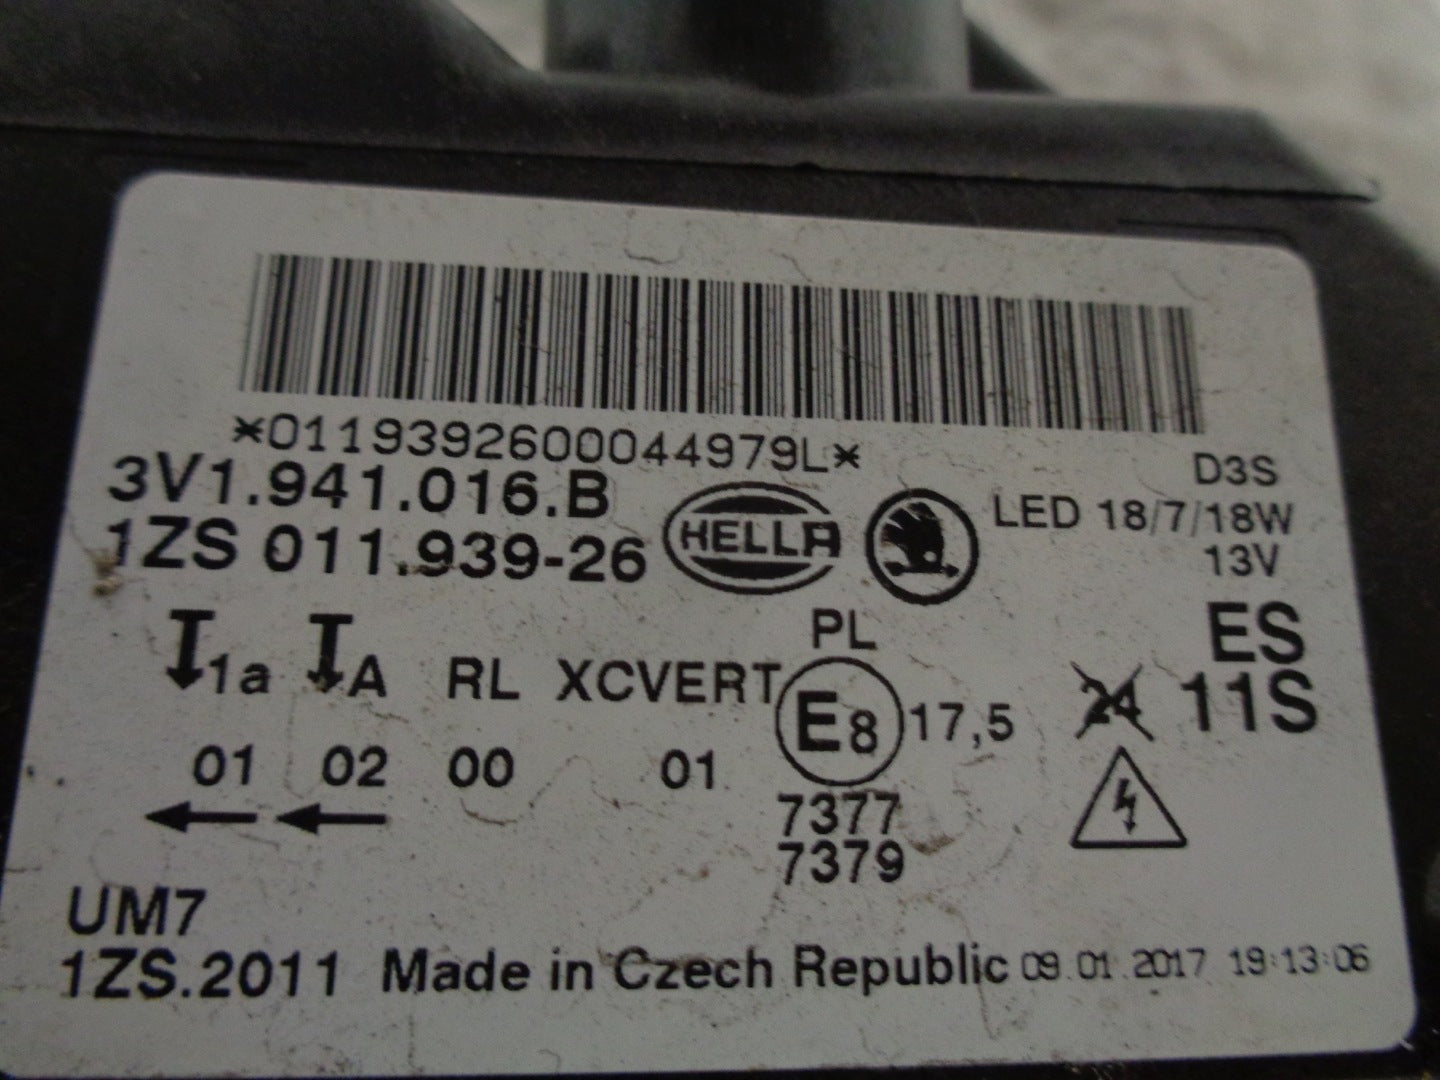 *0119392600044979L*
3V1.941.016.B
1ZS 011.939-26
HELLA
D3S
LED 18/7/18W
13V
1a A RL XCVERT
01 02 00 01
PL
E8 17,5
7377
7379
24
ES
11S
UM7
1ZS.2011 Made in Czech Republic 09.01.2017 19:13:06